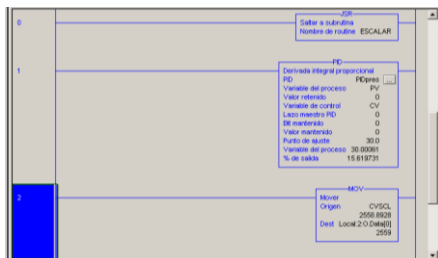 0
JSR
Saltar a subrutina
Nombre de routine ESCALAR
1
PID
Derivada integral proporcional
PID PIDpres ...
Variable del proceso PV
Valor retenido 0
Variable de control CV
Lazo maestro PID 0
Bit mantenido 0
Valor mantenido 0
Punto de ajuste 30.0
Variable del proceso 30.00061
% de salida 15.619731
2
MOV
Mover
Origen CVSCL
2558.8928
Dest Local:2:O.Data[0]
2559